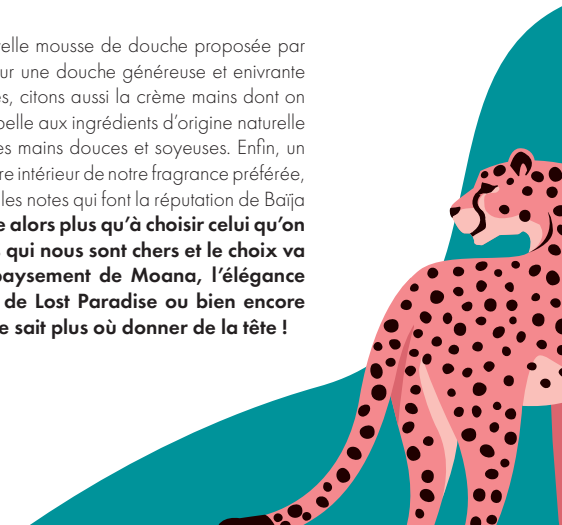 elle mousse de douche proposée par
ur une douche généreuse et enivrante
es, citons aussi la crème mains dont on
pelle aux ingrédients d'origine naturelle
es mains douces et soyeuses. Enfin, un
re intérieur de notre fragrance préférée,
les notes qui font la réputation de Baïja
e alors plus qu'à choisir celui qu'on
qui nous sont chers et le choix va
paysement de Moana, l'élégance
de Lost Paradise ou bien encore
e sait plus où donner de la tête !